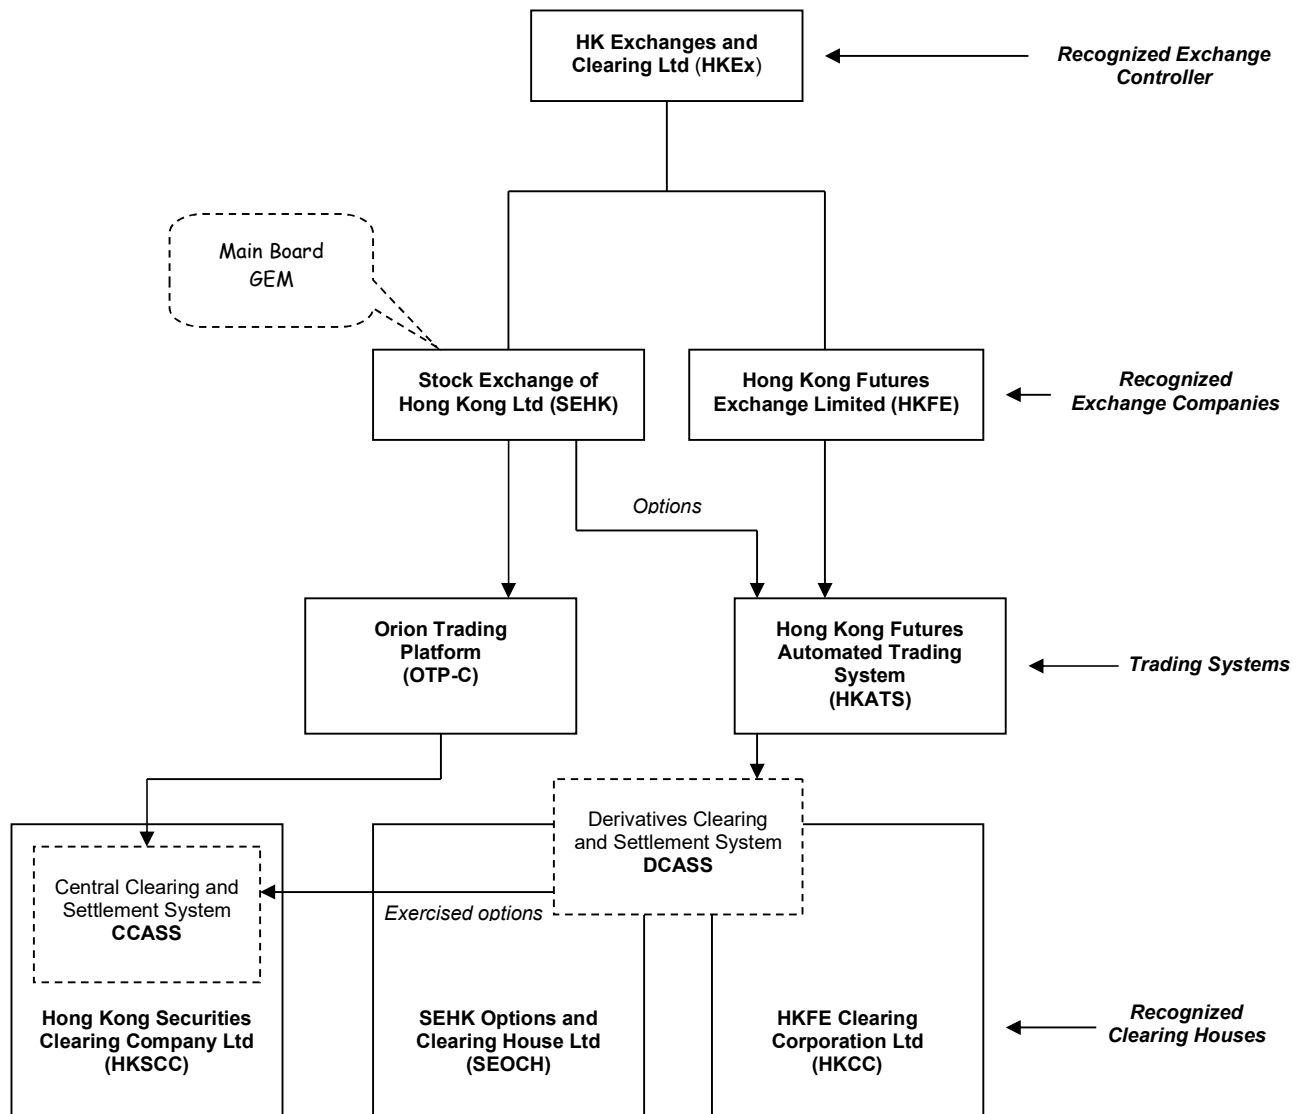 HK Exchanges and
Clearing Ltd (HKEx)
Recognized Exchange
Controller
Main Board
GEM
Stock Exchange of
Hong Kong Ltd (SEHK)
Hong Kong Futures
Exchange Limited (HKFE)
Recognized
Exchange Companies
Options
Orion Trading
Platform
(OTP-C)
Hong Kong Futures
Automated Trading
System
(HKATS)
Trading Systems
Derivatives Clearing
and Settlement System
DCASS
Central Clearing and
Settlement System
CCASS
Exercised options
Hong Kong Securities
Clearing Company Ltd
(HKSCC)
SEHK Options and
Clearing House Ltd
(SEOCH)
HKFE Clearing
Corporation Ltd
(HKCC)
Recognized
Clearing Houses